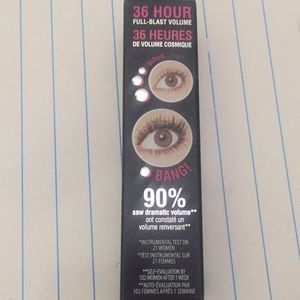 36 HOUR
FULL-BLAST VOLUME
36 HEURES
DE VOLUME COSMIQUE
before
BANG!
90%
saw dramatic volume**
ont constaté un
volume renversant**
*INSTRUMENTAL TEST ON
21 WOMEN
*TEST INSTRUMENTAL SUR
21 FEMMES
**SELF-EVALUATION BY
102 WOMEN AFTER 1 WEEK
**AUTO-ÉVALUATION PAR
102 FEMMES APRÈS 1 SEMAINE